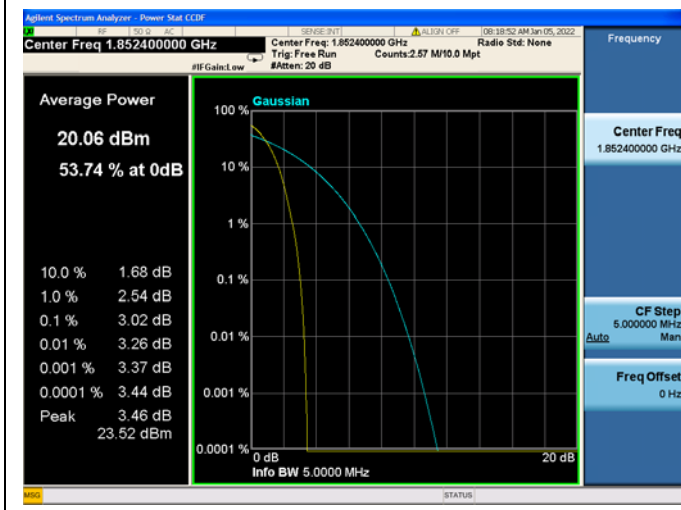 Agilent Spectrum Analyzer - Power Stat CCDF
RF 50 Ω AC SENSE:INT ALIGN OFF 08:18:52 AM Jan 05, 2022
Center Freq 1.852400000 GHz
Center Freq: 1.852400000 GHz Radio Std: None
Trig: Free Run Counts:2.57 M/10.0 Mpt
#IFGain:Low #Atten: 20 dB
Frequency
Average Power
20.06 dBm
53.74 % at 0dB
10.0 % 1.68 dB
1.0 % 2.54 dB
0.1 % 3.02 dB
0.01 % 3.26 dB
0.001 % 3.37 dB
0.0001 % 3.44 dB
Peak 3.46 dB
23.52 dBm
Gaussian
100 %
10 %
1 %
0.1 %
0.01 %
0.001 %
0.0001 %
0 dB 20 dB
Info BW 5.0000 MHz
Center Freq
1.852400000 GHz
CF Step
5.000000 MHz
Auto Man
Freq Offset
0 Hz
MSG STATUS